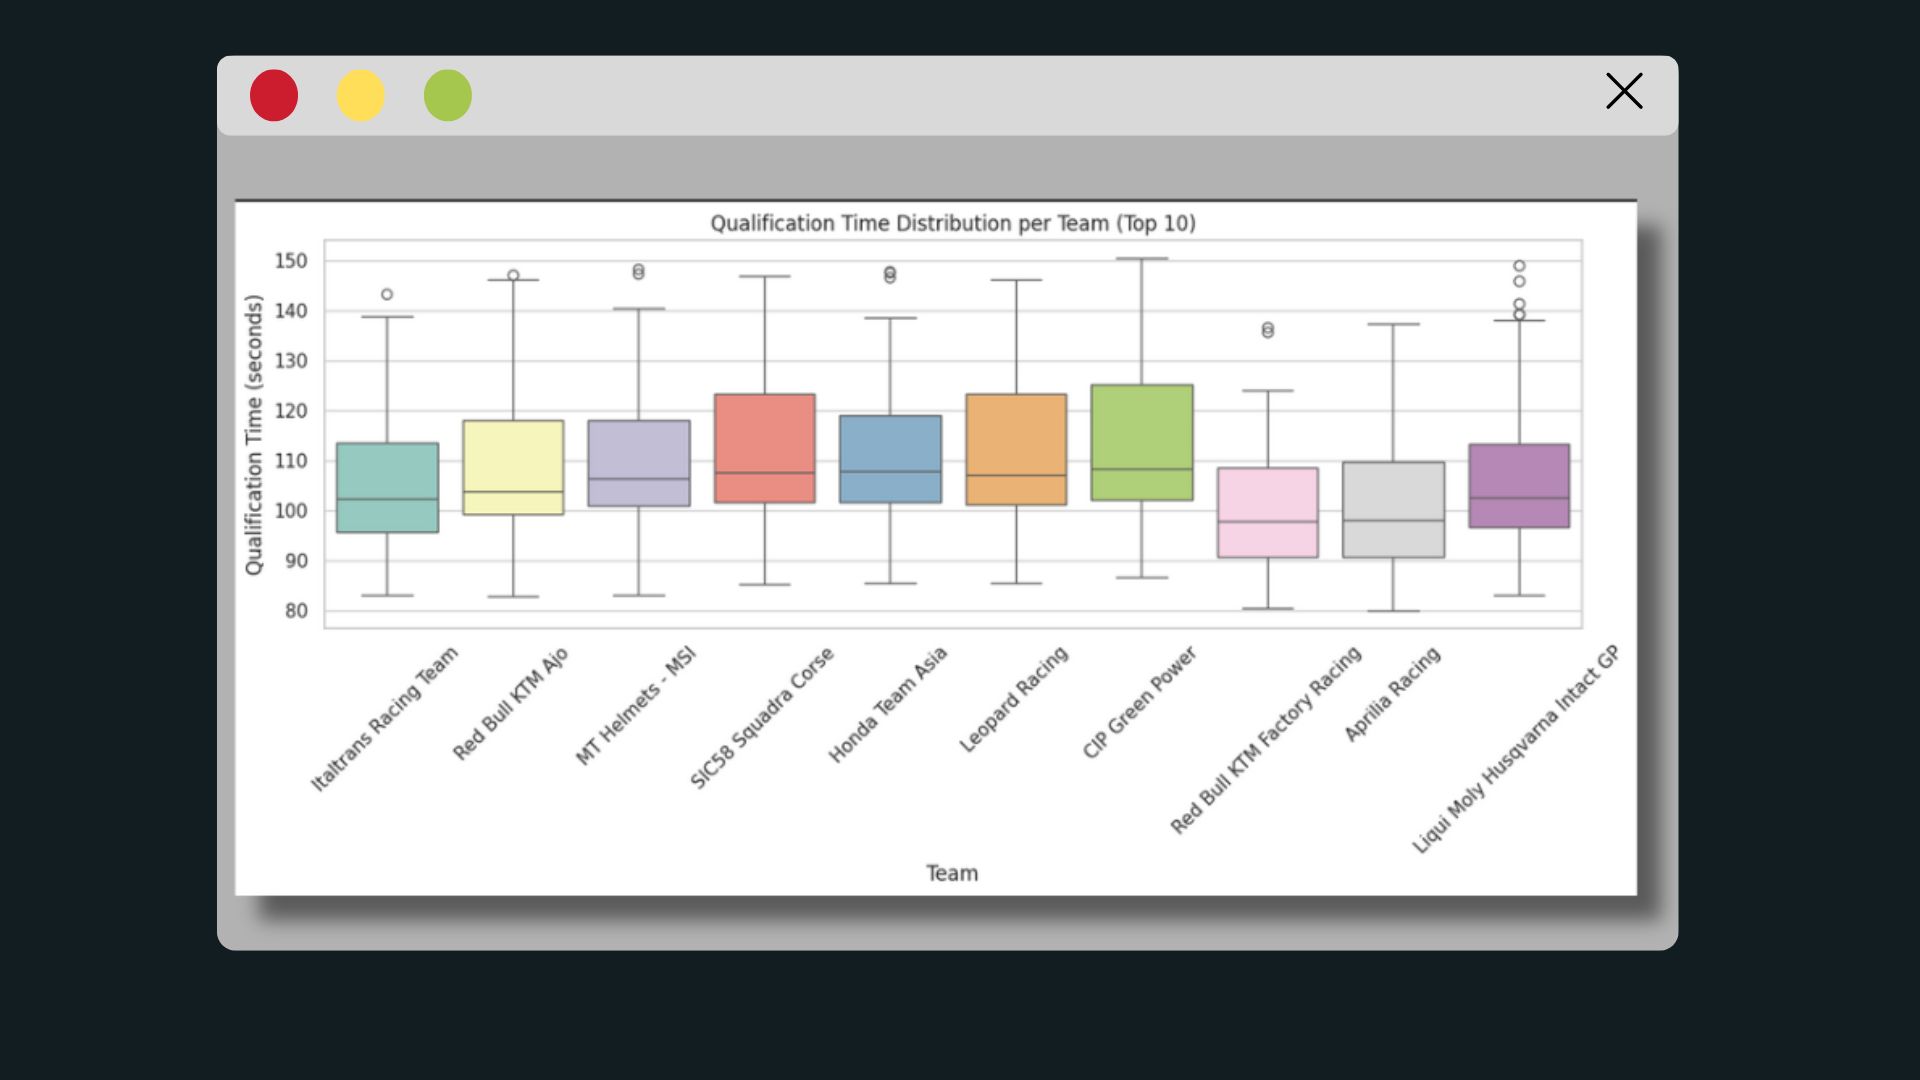 Qualification Time Distribution per Team (Top 10)
Qualification Time (seconds)
150
140
130
120
110
100
90
80
Italtrans Racing Team
Red Bull KTM Ajo
MT Helmets - MSI
SIC58 Squadra Corse
Honda Team Asia
Leopard Racing
CIP Green Power
Red Bull KTM Factory Racing
Aprilia Racing
Liqui Moly Husqvarna Intact GP
Team